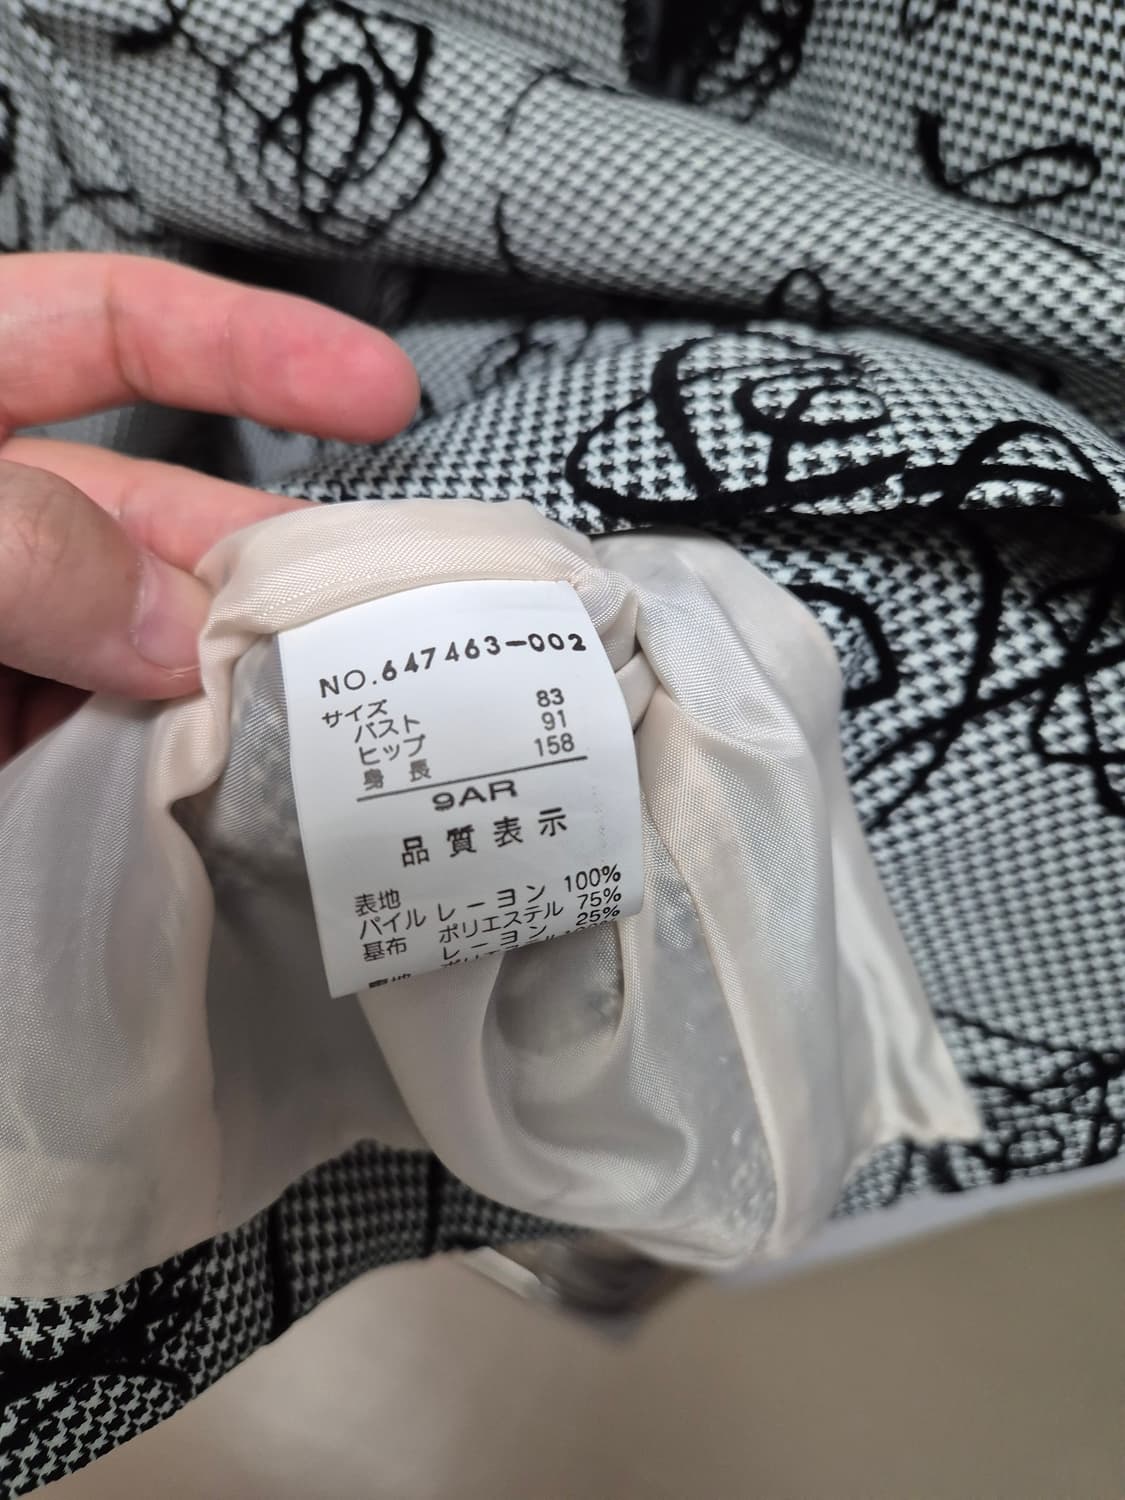 NO.647463-002
サイズ
バスト 83
ヒップ 91
身長 158
9AR
品質表示
表地
パイル レーヨン 100%
基布 ポリエステル 75%
レーヨン 25%